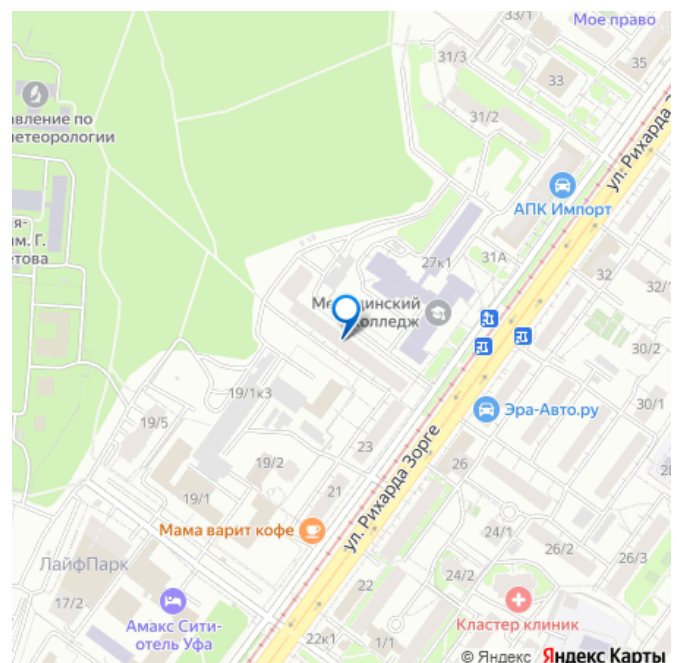 33/1
Мое право
31/3
33
35
авление по
метеорологии
31/2
ул. Рихарда З
АПК Импорт
я-
им. Г.
етова
27к1
31А
32
32/1
Медицинский
колледж
30/2
19/1к3
Эра-Авто.ру
30/1
19/5
23
ул. Рихарда Зорге
26
19/2
21
19/1
Мама варит кофе
24/1
26/2
26/3
ЛайфПарк
24/2
22
17/2
Амакс Сити-
отель Уфа
Кластер клиник
22к1
1/1
© Яндекс Яндекс Карты